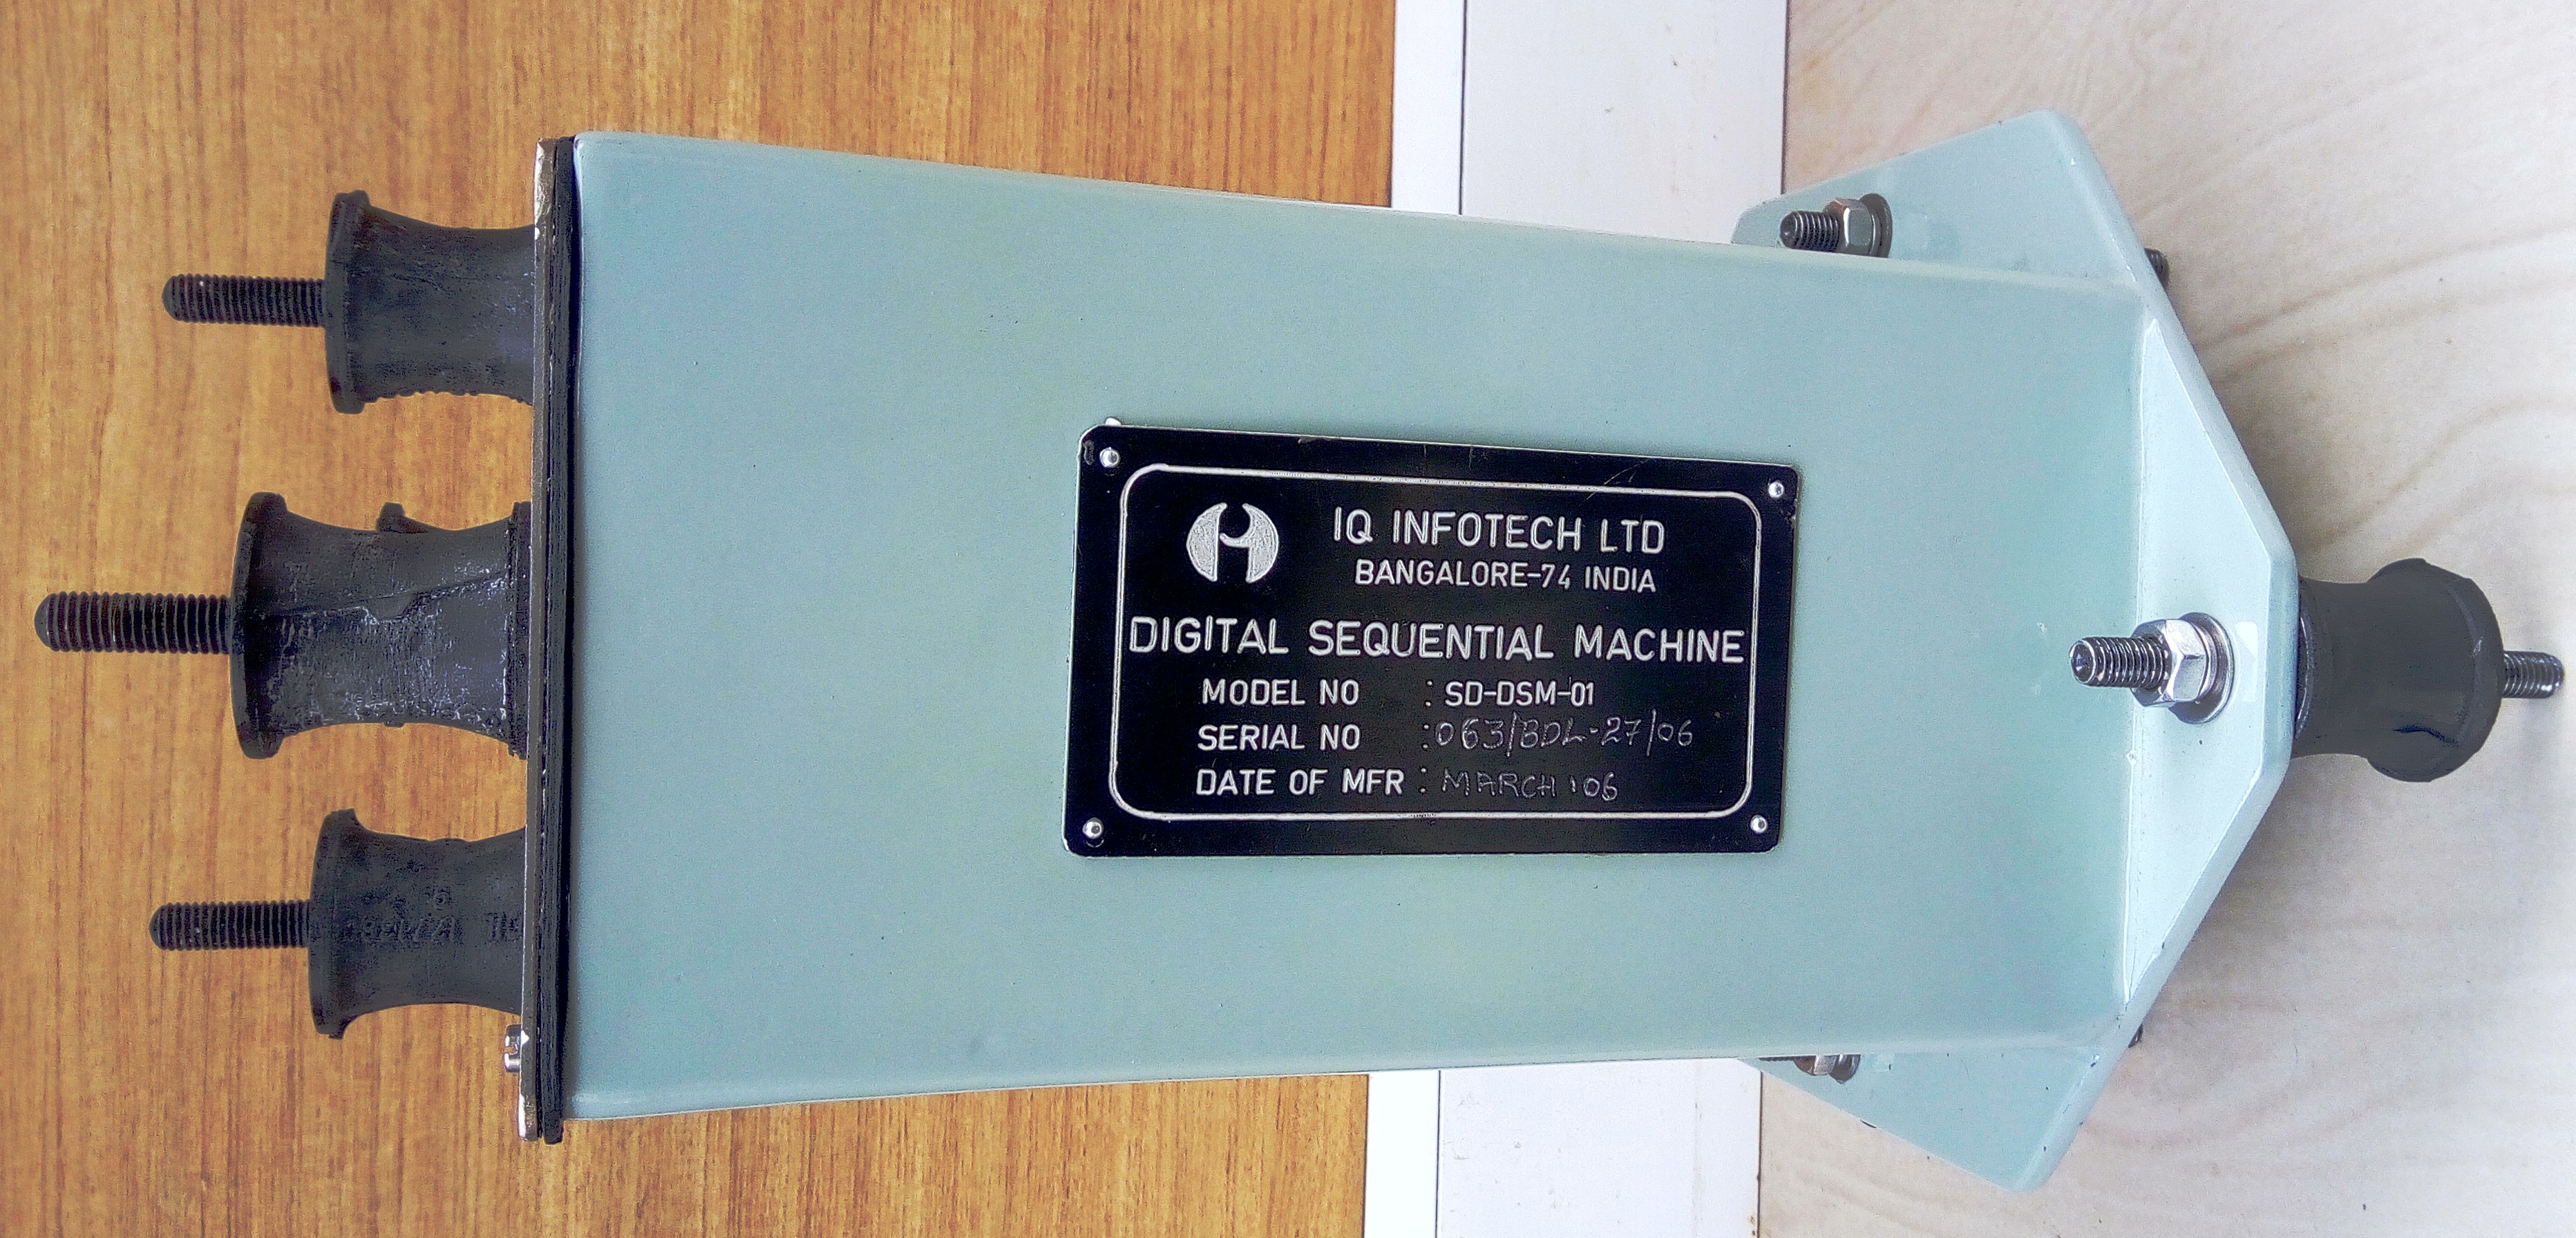 IQ INFOTECH LTD
BANGALORE-74 INDIA
DIGITAL SEQUENTIAL MACHINE
MODEL NO : SD-DSM-01
SERIAL NO : 063/BDL-27/06
DATE OF MFR : MARCH '06